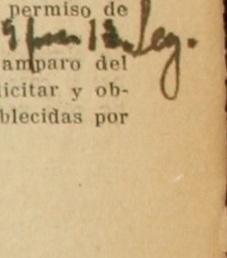 permiso de
amparo del
licitar y ob-
blecidas por